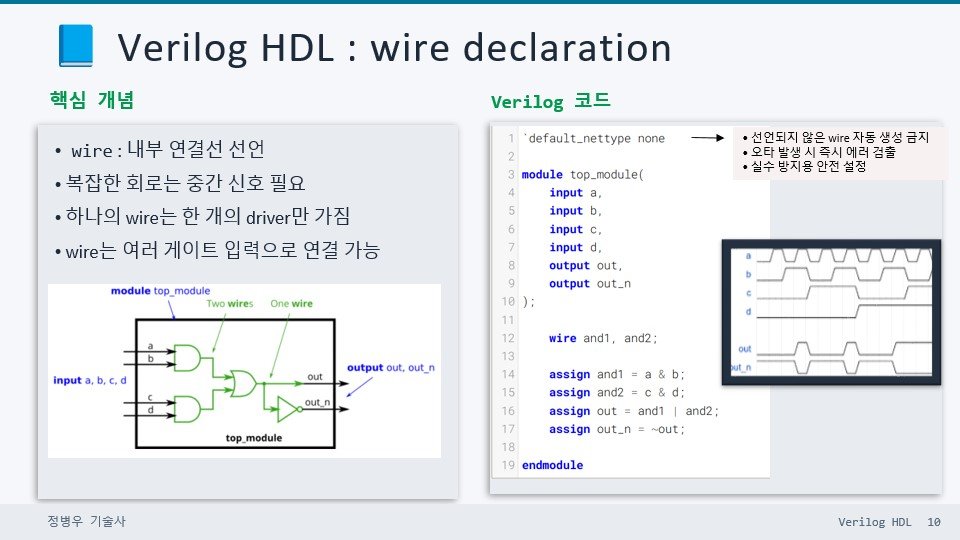 Verilog HDL : wire declaration
핵심 개념
• wire : 내부 연결선 선언
• 복잡한 회로는 중간 신호 필요
• 하나의 wire는 한 개의 driver만 가짐
• wire는 여러 게이트 입력으로 연결 가능
module top_module
Two wires One wire
a
b
input a, b, c, d
c
d
out
out_n
output out, out_n
top_module
Verilog 코드
1 `default_nettype none
2
3 module top_module(
4 input a,
5 input b,
6 input c,
7 input d,
8 output out,
9 output out_n
10 );
11
12 wire and1, and2;
13
14 assign and1 = a & b;
15 assign and2 = c & d;
16 assign out = and1 | and2;
17 assign out_n = ~out;
18
19 endmodule
• 선언되지 않은 wire 자동 생성 금지
• 오타 발생 시 즉시 에러 검출
• 실수 방지용 안전 설정
a
b
c
d
out
out_n
정병우 기술사
Verilog HDL 10